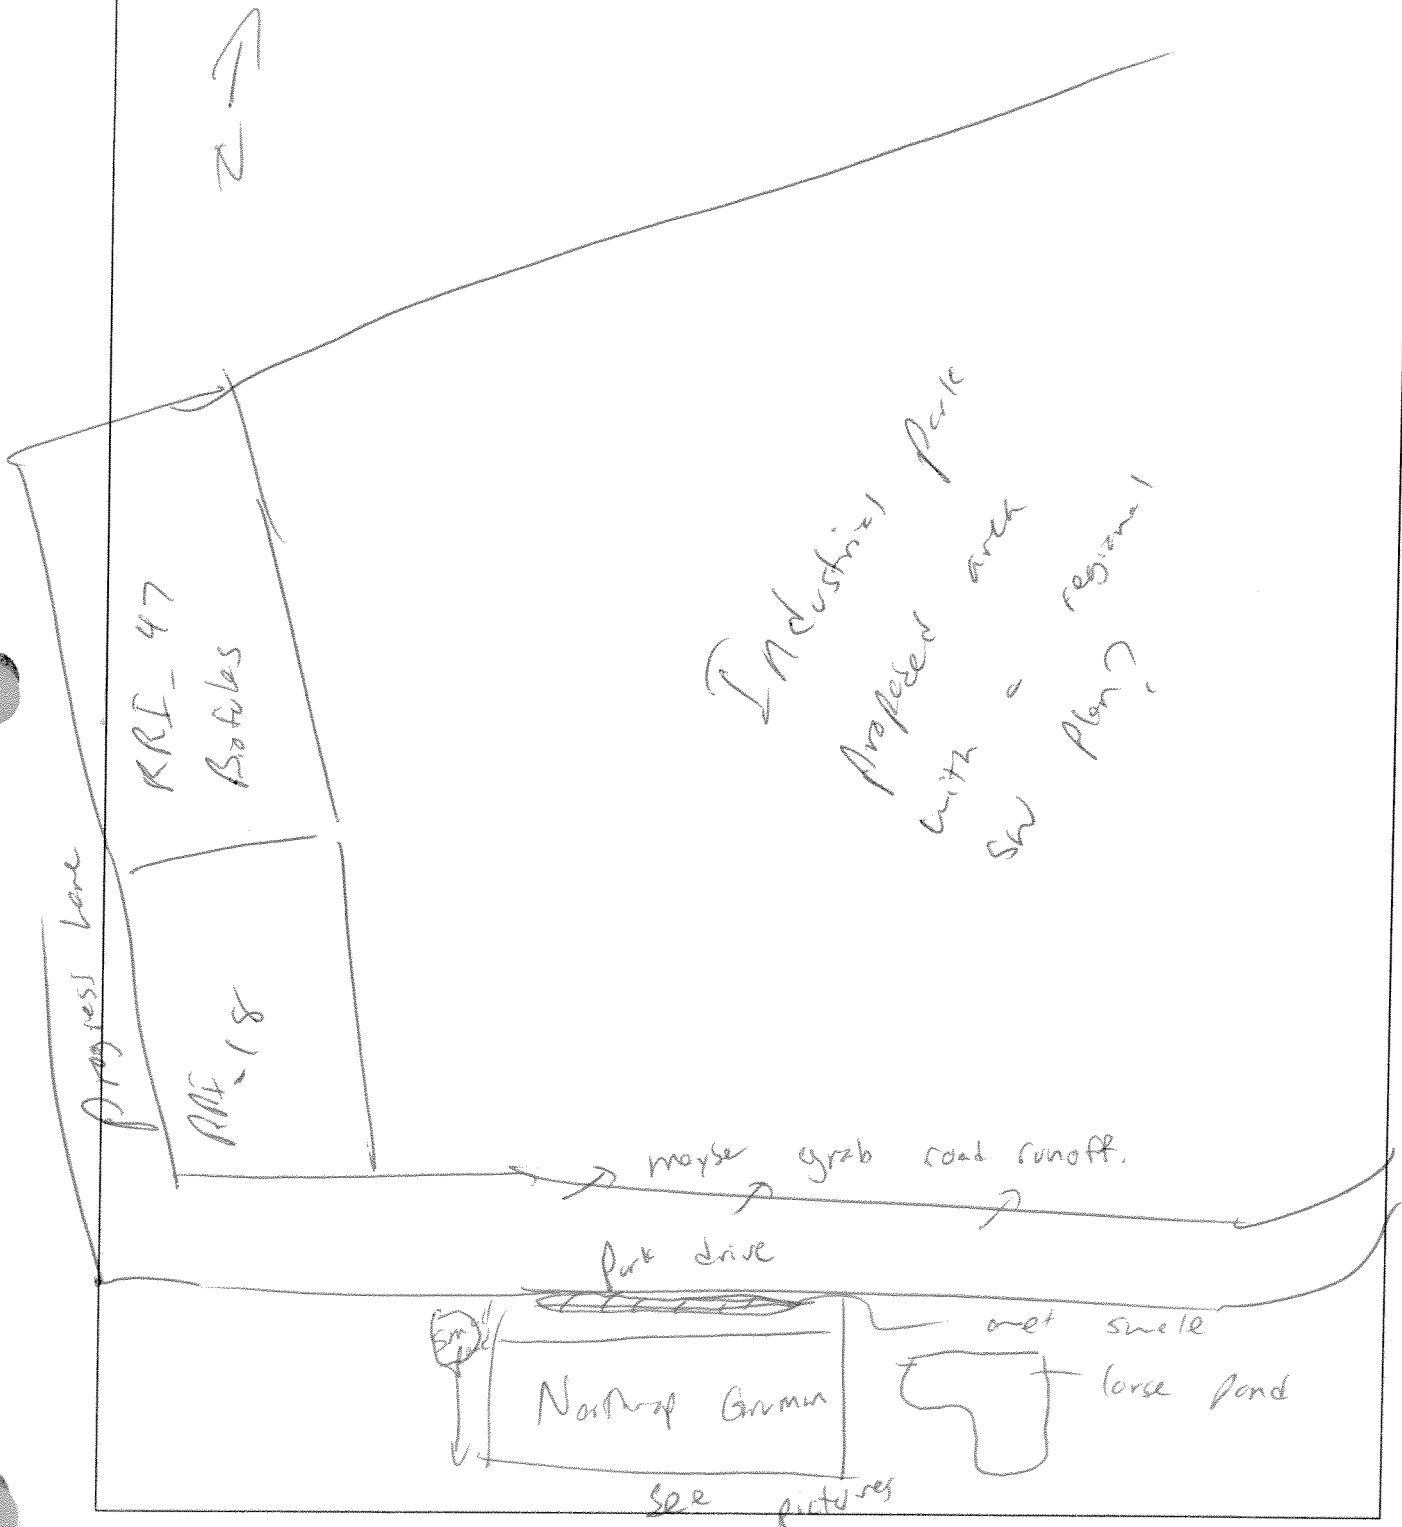 N
Industrial Park
proposed area
with a regional
SW plan?
RRI_47
Biofules
Progress Lane
RRI_18
maybe grab road runoff.
Park drive
wet swale
Northrop Grumman
large pond
See pictures